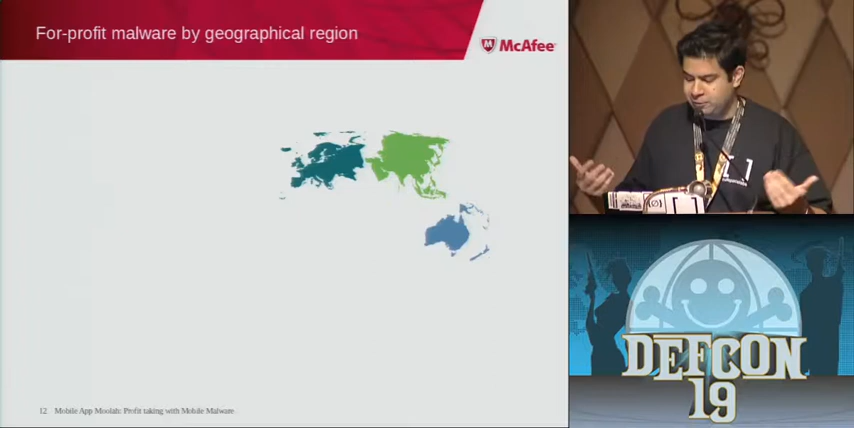 For-profit malware by geographical region
McAfee
12 Mobile App Moolah: Profit taking with Mobile Malware
DEFCON
19